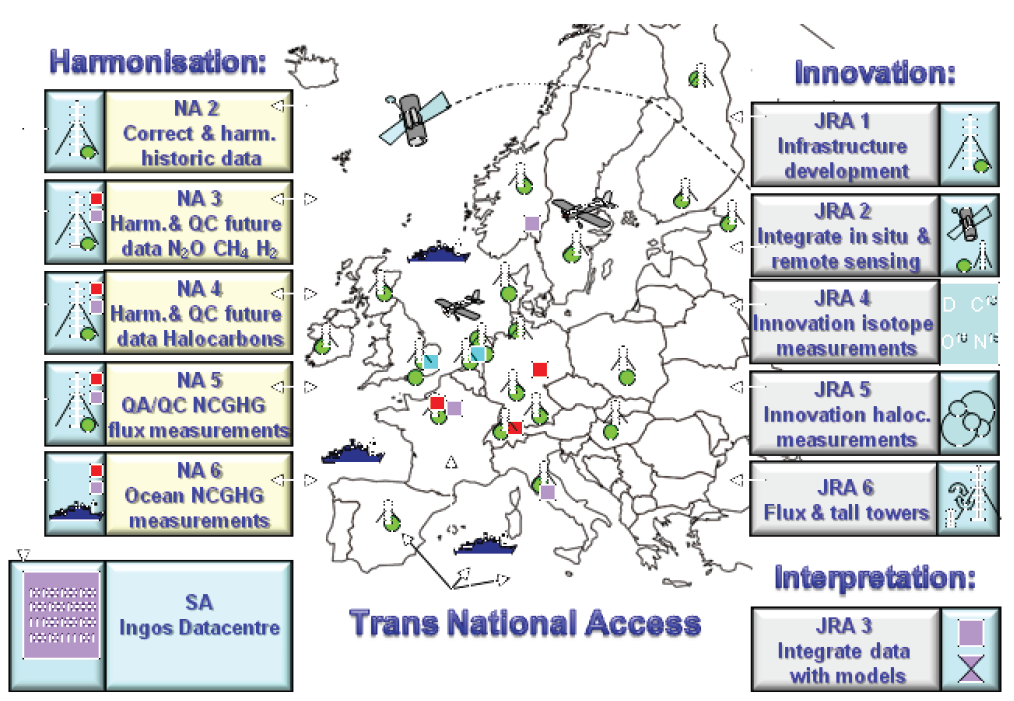 Harmonisation:
NA 2
Correct & harm.
historic data
NA 3
Harm.& QC future
data N₂O CH₄ H₂
NA 4
Harm.& QC future
data Halocarbons
NA 5
QA/QC NCGHG
flux measurements
NA 6
Ocean NCGHG
measurements
SA
Ingos Datacentre
Trans National Access
Innovation:
JRA 1
Infrastructure
development
JRA 2
Integrate in situ &
remote sensing
JRA 4
Innovation isotope
measurements
JRA 5
Innovation haloc.
measurements
JRA 6
Flux & tall towers
Interpretation:
JRA 3
Integrate data
with models